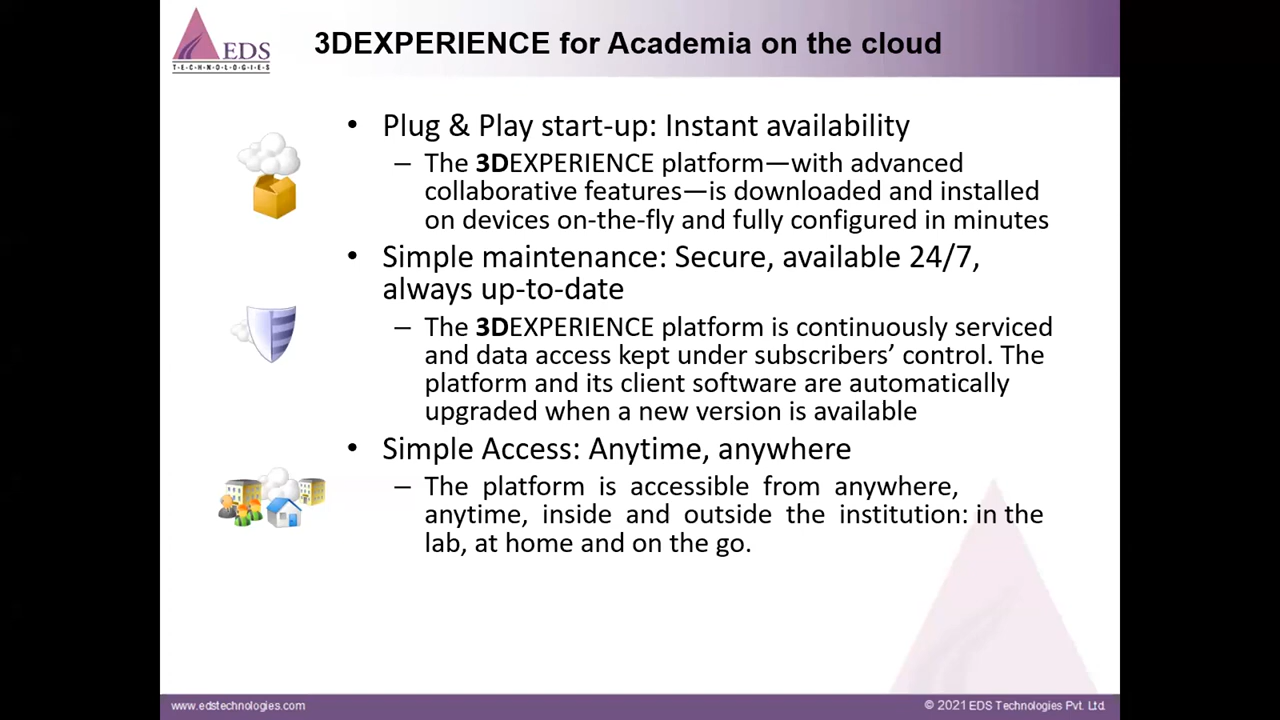 EDS
T·E·C·H·N·O·L·O·G·I·E·S
3DEXPERIENCE for Academia on the cloud
• Plug & Play start-up: Instant availability
– The 3DEXPERIENCE platform—with advanced
collaborative features—is downloaded and installed
on devices on-the-fly and fully configured in minutes
• Simple maintenance: Secure, available 24/7,
always up-to-date
– The 3DEXPERIENCE platform is continuously serviced
and data access kept under subscribers’ control. The
platform and its client software are automatically
upgraded when a new version is available
• Simple Access: Anytime, anywhere
– The platform is accessible from anywhere,
anytime, inside and outside the institution: in the
lab, at home and on the go.
www.edstechnologies.com
© 2021 EDS Technologies Pvt. Ltd.